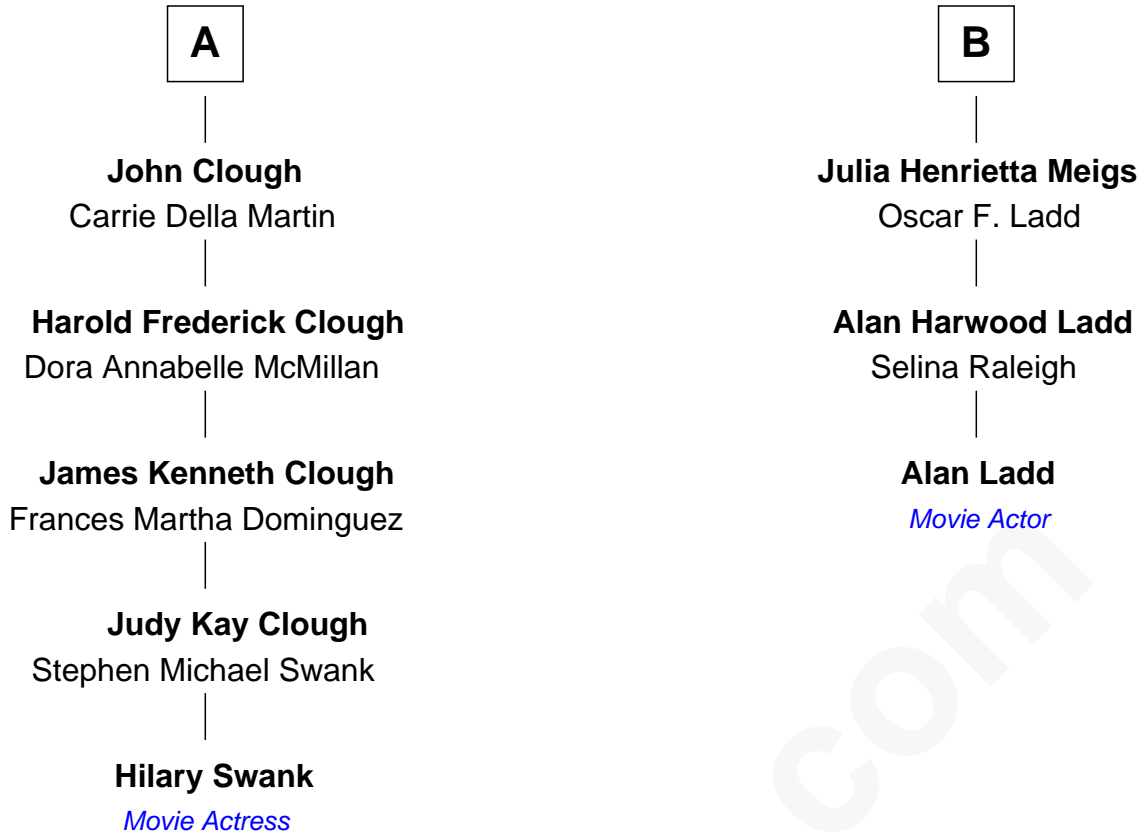 A
John Clough
Carrie Della Martin
Harold Frederick Clough
Dora Annabelle McMillan
James Kenneth Clough
Frances Martha Dominguez
Judy Kay Clough
Stephen Michael Swank
Hilary Swank
Movie Actress
B
Julia Henrietta Meigs
Oscar F. Ladd
Alan Harwood Ladd
Selina Raleigh
Alan Ladd
Movie Actor
com